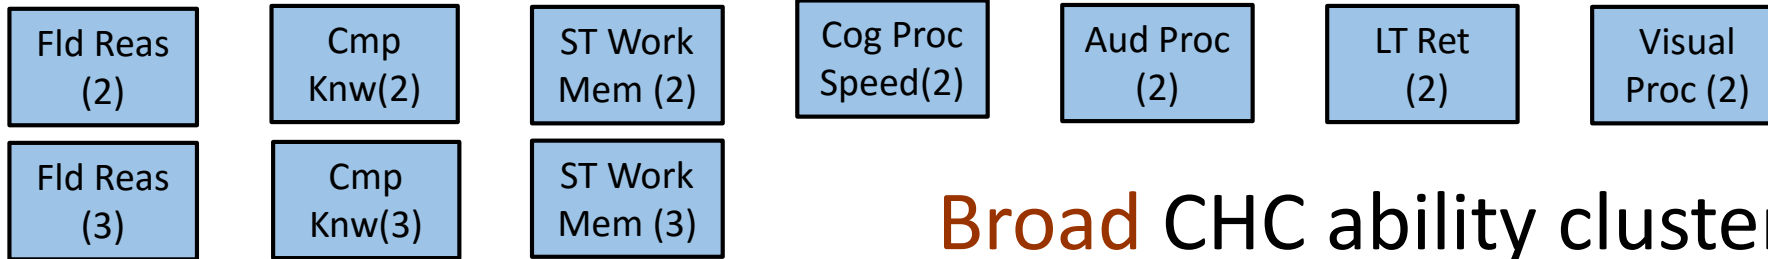 Fld Reas
(2)
Cmp
Knw(2)
ST Work
Mem (2)
Cog Proc
Speed(2)
Aud Proc
(2)
LT Ret
(2)
Visual
Proc (2)
Fld Reas
(3)
Cmp
Knw(3)
ST Work
Mem (3)
Broad CHC ability cluster